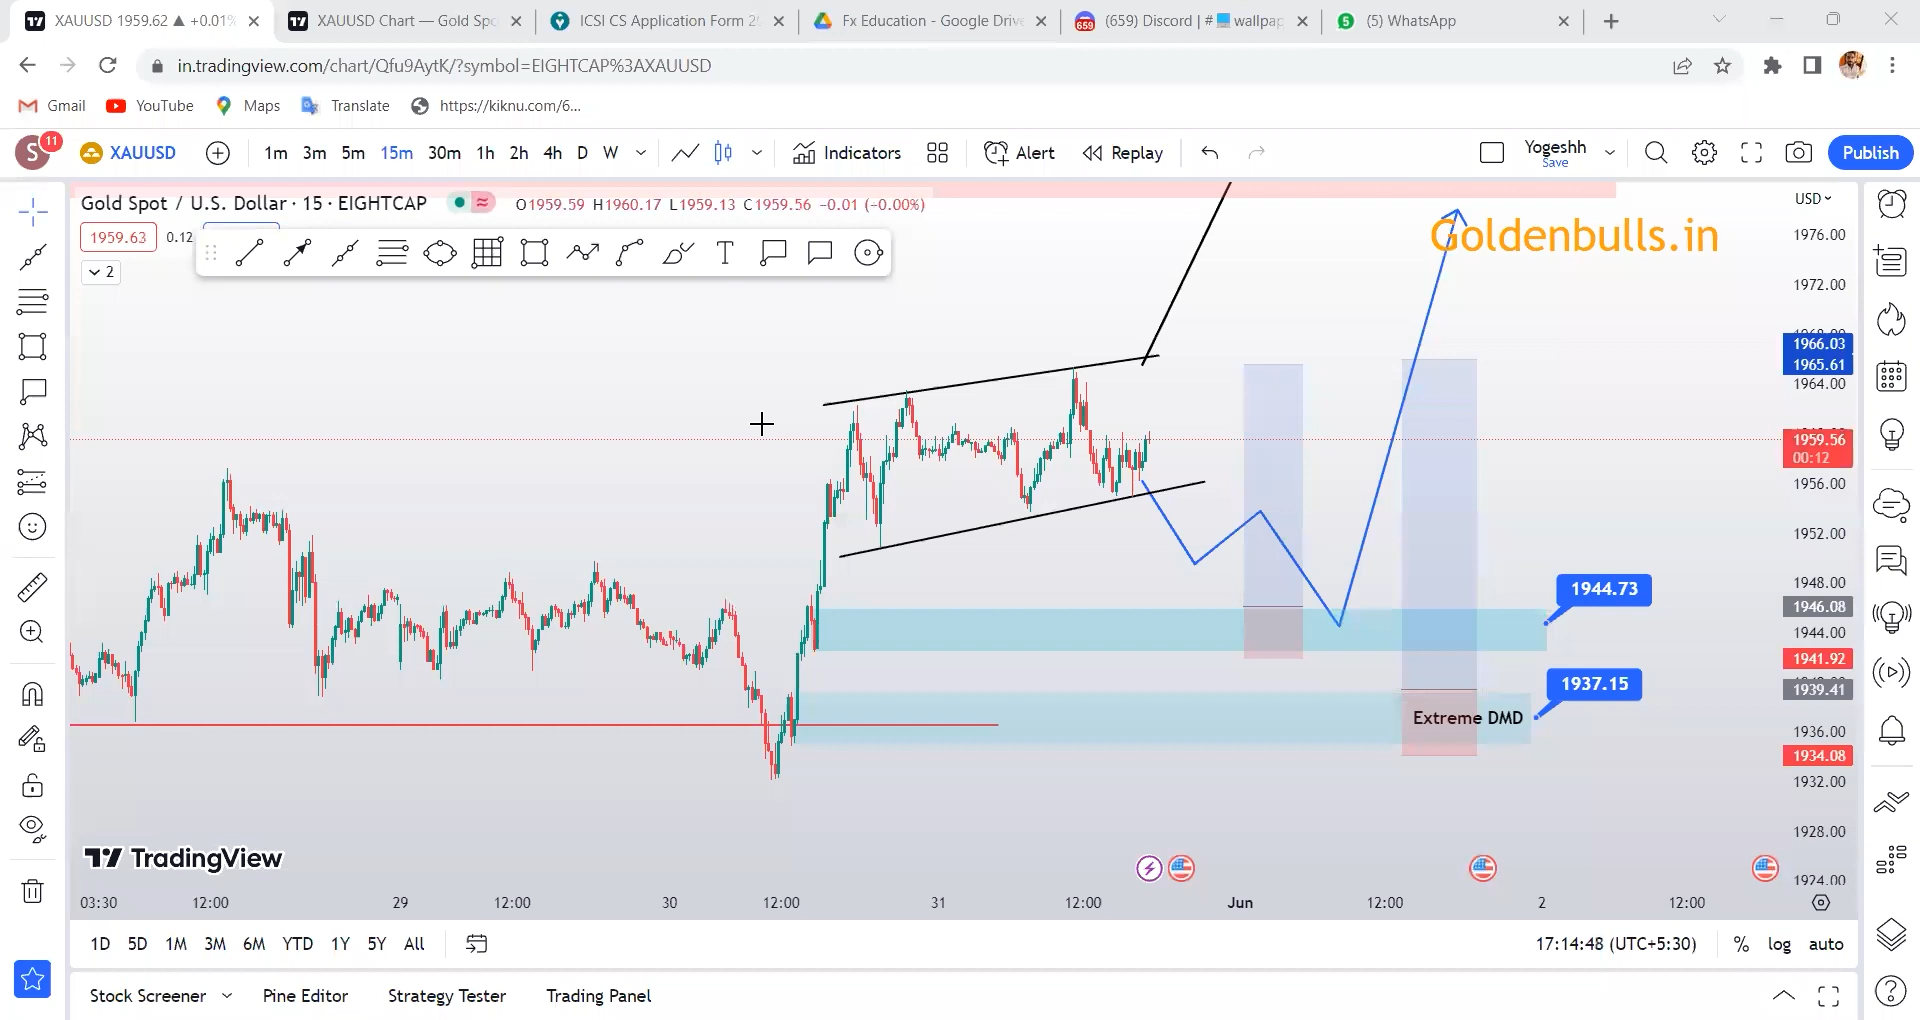 XAUUSD 1959.62 ▲ +0.01%
XAUUSD Chart — Gold Spo
ICSI CS Application Form 2
Fx Education - Google Drive
659
(659) Discord | # wallpap
5
(5) WhatsApp
in.tradingview.com/chart/Qfu9AytK/?symbol=EIGHTCAP%3AXAUUSD
Gmail YouTube Maps Translate https://kiknu.com/6...
S 11 XAUUSD 1m 3m 5m 15m 30m 1h 2h 4h D W Indicators Alert Replay Yogeshh Save Publish
Gold Spot / U.S. Dollar · 15 · EIGHTCAP O1959.59 H1960.17 L1959.13 C1959.56 −0.01 (−0.00%)
USD
1959.63 0.12
2
T
Goldenbulls.in
1976.00
1972.00
1966.03
1965.61
1964.00
1959.56
00:12
1956.00
1952.00
1948.00
1944.73
1946.08
1944.00
1941.92
1937.15
1939.41
Extreme DMD
1936.00
1934.08
1932.00
1928.00
1924.00
TradingView
03:30 12:00 29 12:00 30 12:00 31 12:00 Jun 12:00 2 12:00
1D 5D 1M 3M 6M YTD 1Y 5Y All 17:14:48 (UTC+5:30) % log auto
Stock Screener Pine Editor Strategy Tester Trading Panel